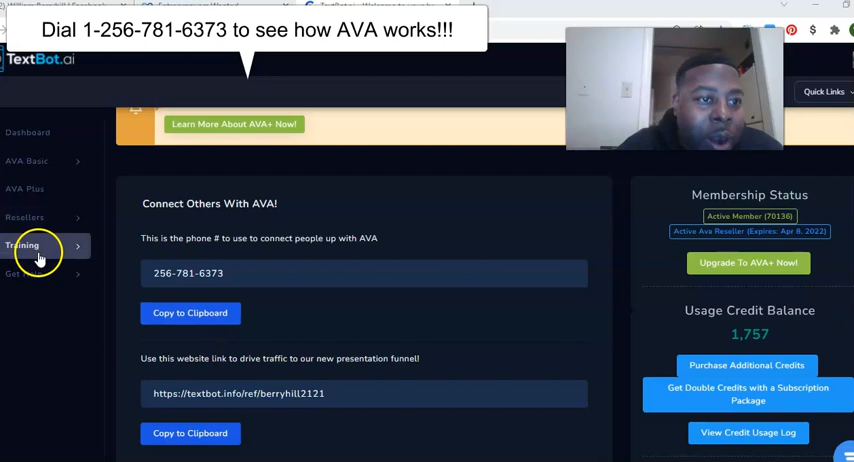 Dial 1-256-781-6373 to see how AVA works!!!
TextBot.ai
Quick Links
Learn More About AVA+ Now!
Dashboard
AVA Basic
AVA Plus
Resellers
Training
Get
Connect Others With AVA!
This is the phone # to use to connect people up with AVA
256-781-6373
Copy to Clipboard
Use this website link to drive traffic to our new presentation funnel!
https://textbot.info/ref/berryhill2121
Copy to Clipboard
Membership Status
Active Member (70136)
Active Ava Reseller (Expires: Apr 8, 2022)
Upgrade To AVA+ Now!
Usage Credit Balance
1,757
Purchase Additional Credits
Get Double Credits with a Subscription
Package
View Credit Usage Log